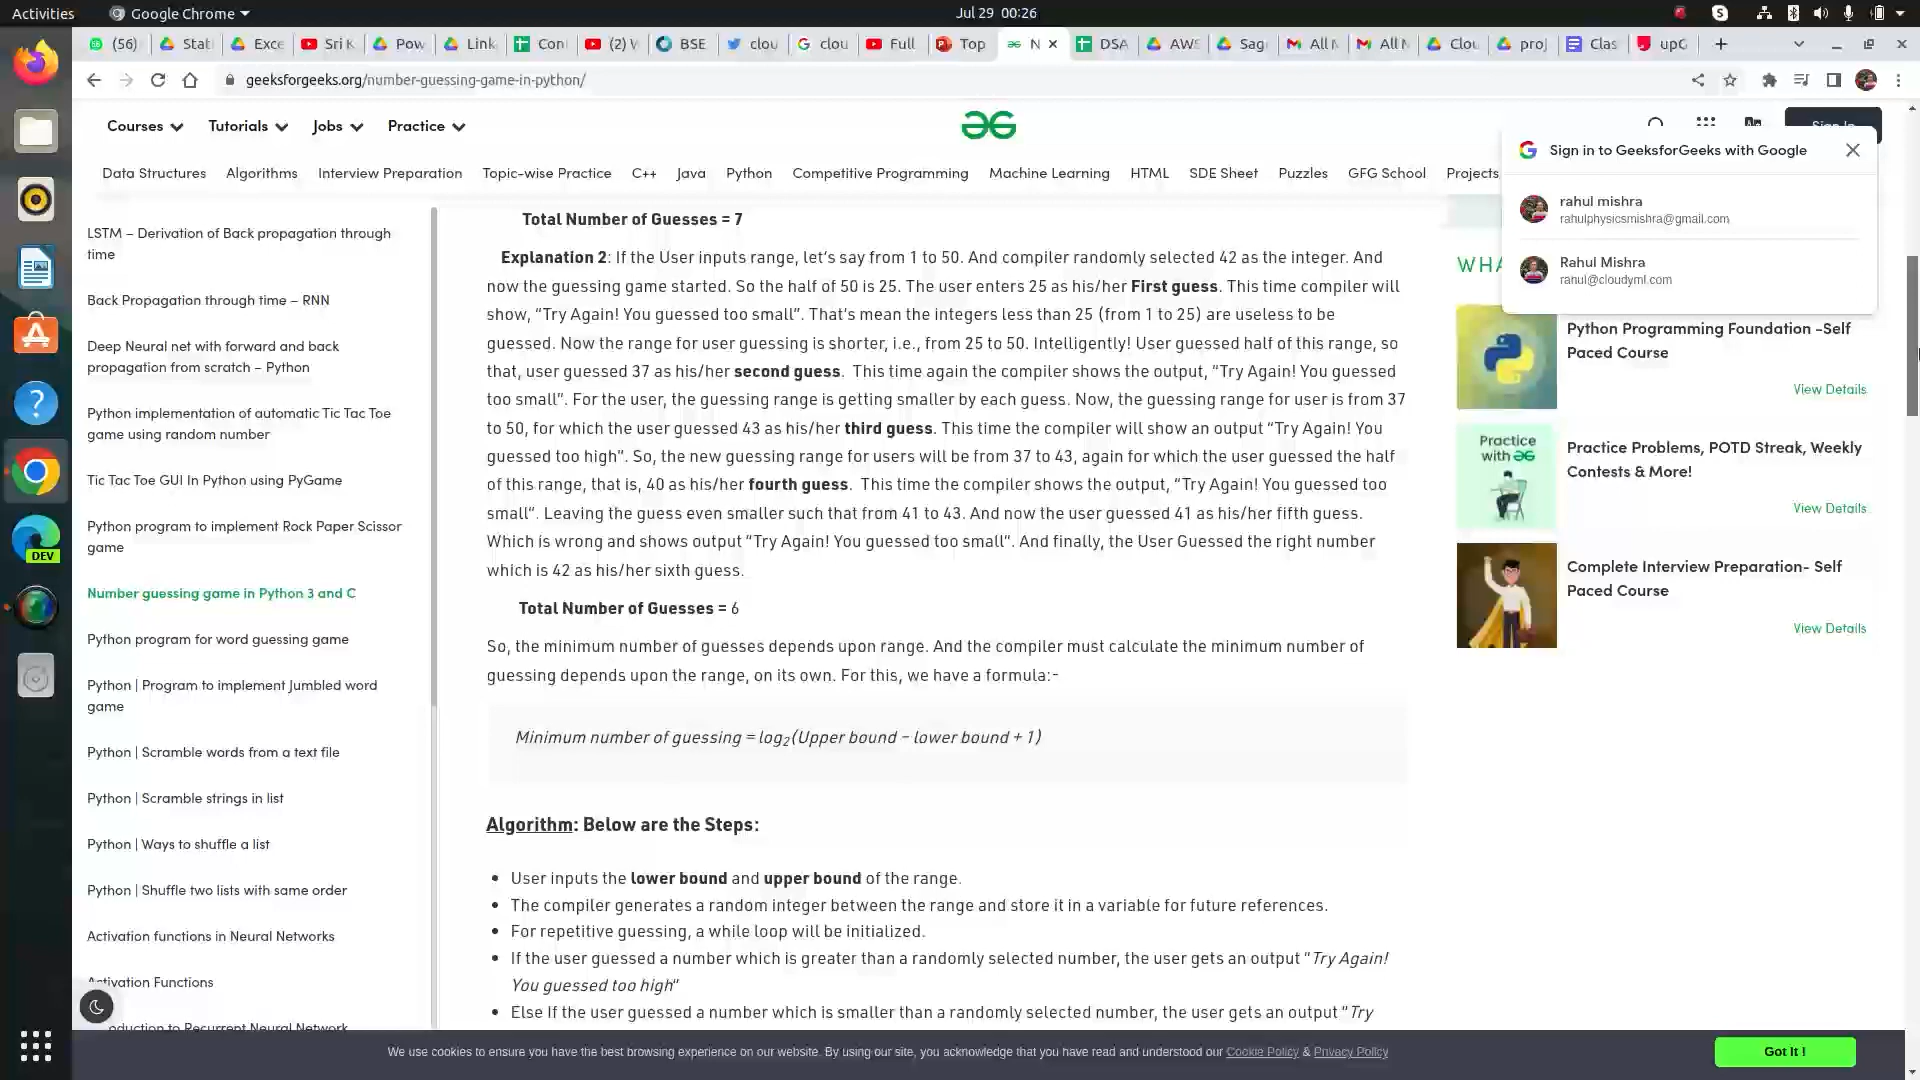 Activities
Google Chrome
Jul 29 00:26
(56)
Stati
Exce
Sri K
Pow
Link
Con
(2) W
BSE
clou
clou
Full
Top
N
DSA
AWS
Sag
All M
All M
Clou
proj
Clas
upG
geeksforgeeks.org/number-guessing-game-in-python/
Courses
Tutorials
Jobs
Practice
Sign In
Data Structures
Algorithms
Interview Preparation
Topic-wise Practice
C++
Java
Python
Competitive Programming
Machine Learning
HTML
SDE Sheet
Puzzles
GFG School
Projects
Sign in to GeeksforGeeks with Google
rahul mishra
rahulphysicsmishra@gmail.com
Rahul Mishra
rahul@cloudyml.com
LSTM – Derivation of Back propagation through
time
Back Propagation through time – RNN
Deep Neural net with forward and back
propagation from scratch – Python
Python implementation of automatic Tic Tac Toe
game using random number
Tic Tac Toe GUI In Python using PyGame
Python program to implement Rock Paper Scissor
game
Number guessing game in Python 3 and C
Python program for word guessing game
Python | Program to implement Jumbled word
game
Python | Scramble words from a text file
Python | Scramble strings in list
Python | Ways to shuffle a list
Python | Shuffle two lists with same order
Activation functions in Neural Networks
Activation Functions
oduction to Recurrent Neural Network
Total Number of Guesses = 7
Explanation 2: If the User inputs range, let’s say from 1 to 50. And compiler randomly selected 42 as the integer. And
now the guessing game started. So the half of 50 is 25. The user enters 25 as his/her First guess. This time compiler will
show, “Try Again! You guessed too small”. That’s mean the integers less than 25 (from 1 to 25) are useless to be
guessed. Now the range for user guessing is shorter, i.e., from 25 to 50. Intelligently! User guessed half of this range, so
that, user guessed 37 as his/her second guess. This time again the compiler shows the output, “Try Again! You guessed
too small”. For the user, the guessing range is getting smaller by each guess. Now, the guessing range for user is from 37
to 50, for which the user guessed 43 as his/her third guess. This time the compiler will show an output “Try Again! You
guessed too high”. So, the new guessing range for users will be from 37 to 43, again for which the user guessed the half
of this range, that is, 40 as his/her fourth guess. This time the compiler shows the output, “Try Again! You guessed too
small”. Leaving the guess even smaller such that from 41 to 43. And now the user guessed 41 as his/her fifth guess.
Which is wrong and shows output “Try Again! You guessed too small”. And finally, the User Guessed the right number
which is 42 as his/her sixth guess.
Total Number of Guesses = 6
So, the minimum number of guesses depends upon range. And the compiler must calculate the minimum number of
guessing depends upon the range, on its own. For this, we have a formula:-
Minimum number of guessing = log2(Upper bound – lower bound + 1)
Algorithm: Below are the Steps:
• User inputs the lower bound and upper bound of the range.
• The compiler generates a random integer between the range and store it in a variable for future references.
• For repetitive guessing, a while loop will be initialized.
• If the user guessed a number which is greater than a randomly selected number, the user gets an output “Try Again!
You guessed too high“
• Else If the user guessed a number which is smaller than a randomly selected number, the user gets an output “Try
WHA
Python Programming Foundation -Self
Paced Course
View Details
Practice
with
Practice Problems, POTD Streak, Weekly
Contests & More!
View Details
Complete Interview Preparation- Self
Paced Course
View Details
DEV
We use cookies to ensure you have the best browsing experience on our website. By using our site, you acknowledge that you have read and understood our Cookie Policy & Privacy Policy
Got It !